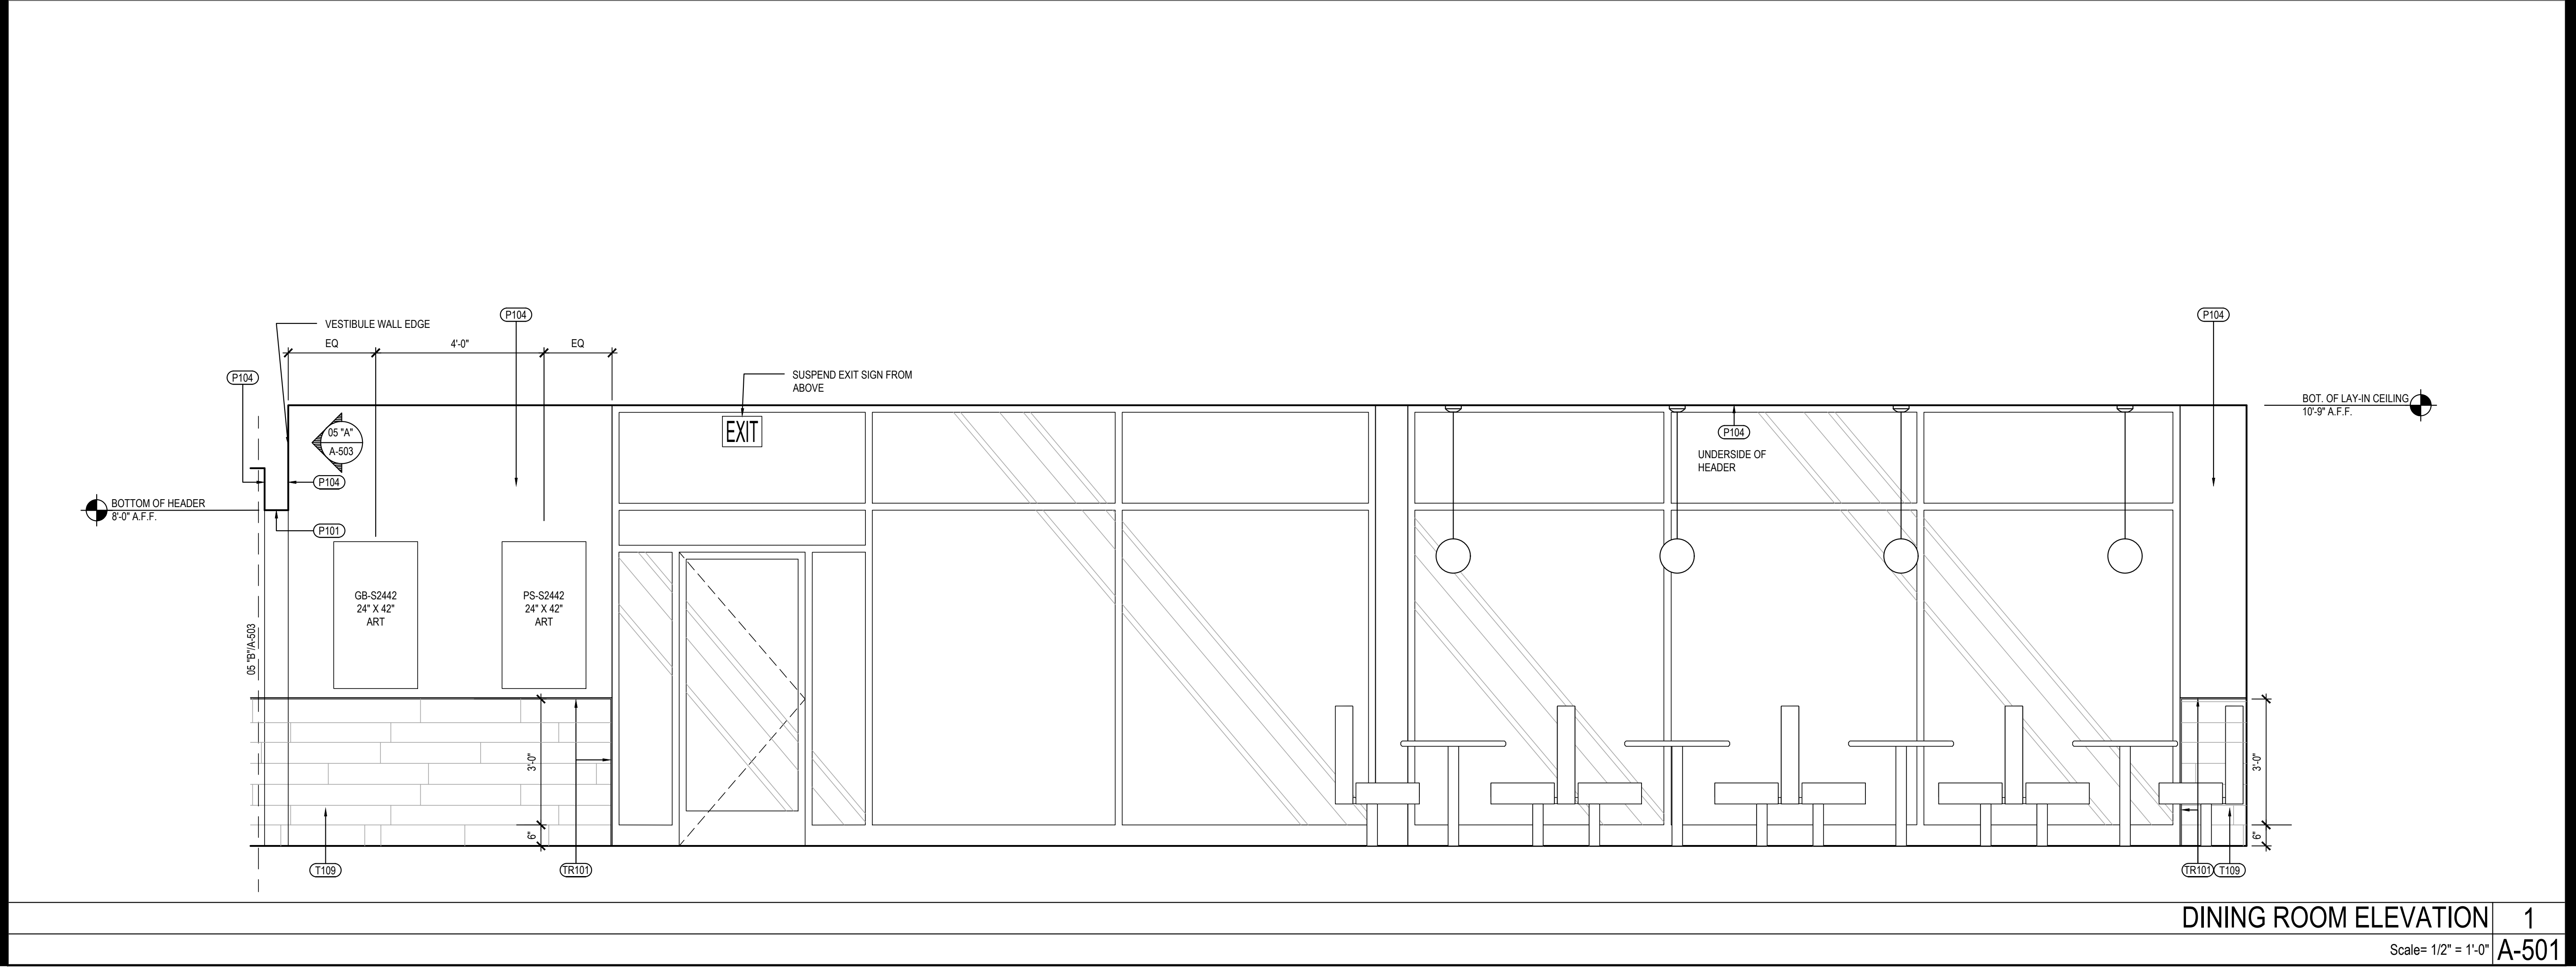 P104
VESTIBULE WALL EDGE
EQ
4'-0"
EQ
P104
P104
SUSPEND EXIT SIGN FROM
ABOVE
EXIT
BOT. OF LAY-IN CEILING
10'-9" A.F.F.
05 "A"
A-503
P104
UNDERSIDE OF
HEADER
P104
BOTTOM OF HEADER
8'-0" A.F.F.
P101
GB-S2442
24" X 42"
ART
PS-S2442
24" X 42"
ART
05 "B"/A-503
3'-0"
6"
3'-0"
6"
T109
TR101
TR101
T109
DINING ROOM ELEVATION
1
Scale= 1/2" = 1'-0"
A-501